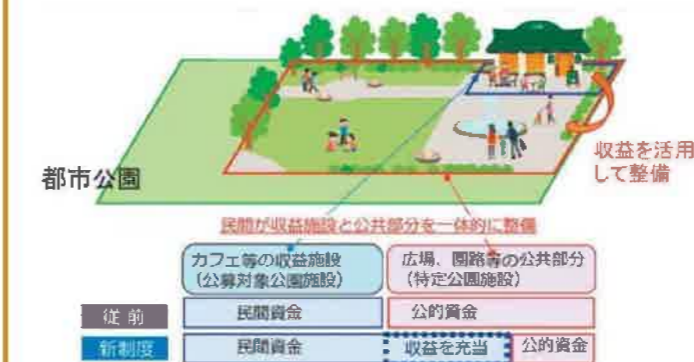 都市公園
収益を活用
して整備
民間が収益施設と公共部分を一体的に整備
カフェ等の収益施設
(公募対象公園施設)
広場、園路等の公共部分
(特定公園施設)
従前
民間資金
公的資金
新制度
民間資金
収益を充当
公的資金